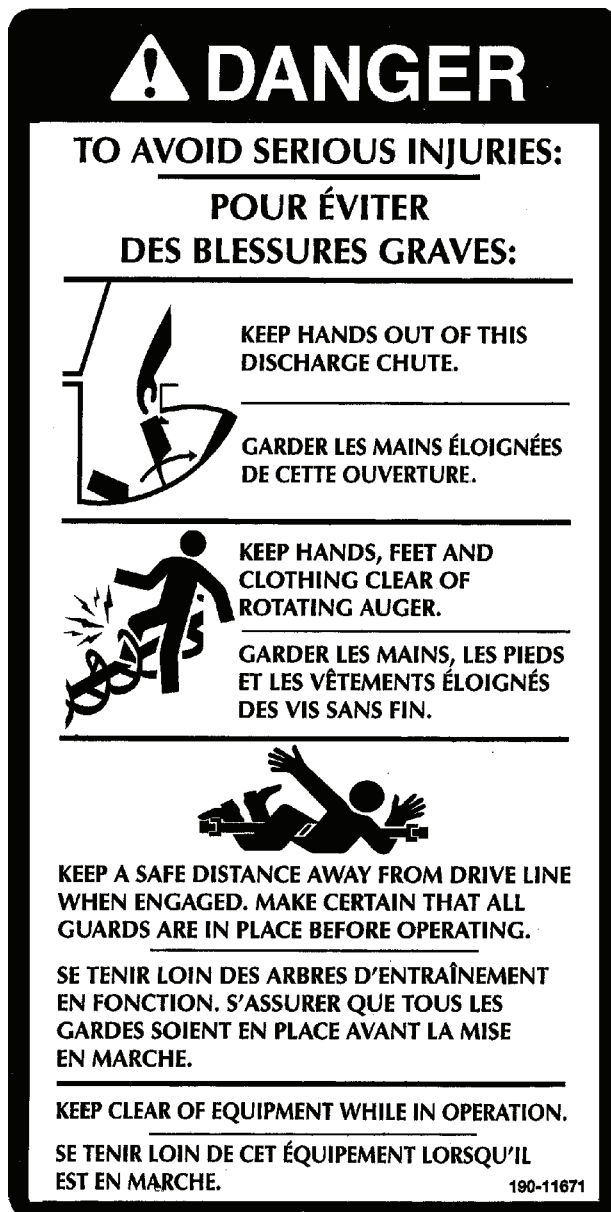 DANGER
TO AVOID SERIOUS INJURIES:
POUR ÉVITER
DES BLESSURES GRAVES:
KEEP HANDS OUT OF THIS
DISCHARGE CHUTE.
GARDER LES MAINS ÉLOIGNÉES
DE CETTE OUVERTURE.
KEEP HANDS, FEET AND
CLOTHING CLEAR OF
ROTATING AUGER.
GARDER LES MAINS, LES PIEDS
ET LES VÊTEMENTS ÉLOIGNÉS
DES VIS SANS FIN.
KEEP A SAFE DISTANCE AWAY FROM DRIVE LINE
WHEN ENGAGED. MAKE CERTAIN THAT ALL
GUARDS ARE IN PLACE BEFORE OPERATING.
SE TENIR LOIN DES ARBRES D'ENTRAÎNEMENT
EN FONCTION. S'ASSURER QUE TOUS LES
GARDES SOIENT EN PLACE AVANT LA MISE
EN MARCHE.
KEEP CLEAR OF EQUIPMENT WHILE IN OPERATION.
SE TENIR LOIN DE CET ÉQUIPEMENT LORSQU'IL
EST EN MARCHE.
190-11671